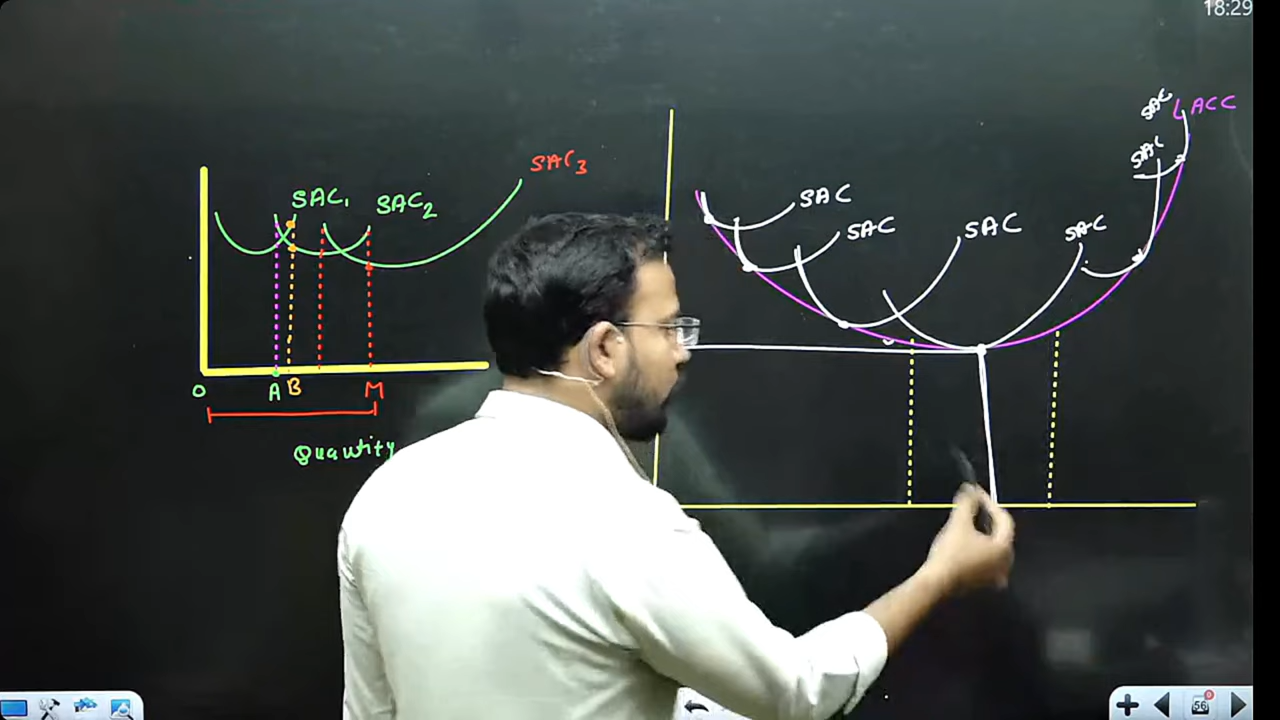 18:29
SAC₁
SAC₂
SAC₃
O
A
B
M
Quantity
SAC
SAC
SAC
SAC
SAC
SAC
LACC
56